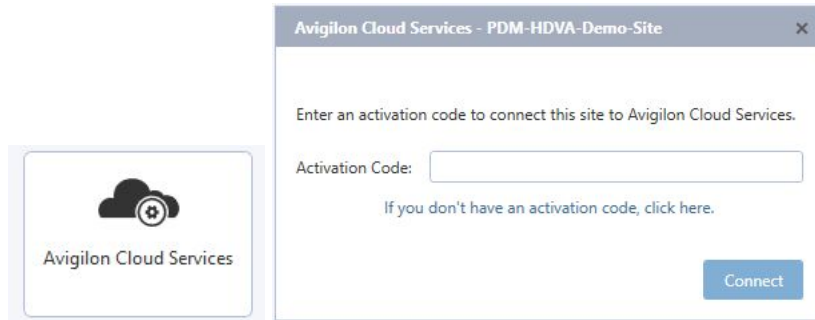 Avigilon Cloud Services - PDM-HDVA-Demo-Site
Enter an activation code to connect this site to Avigilon Cloud Services.
Activation Code:
If you don't have an activation code, click here.
Connect
Avigilon Cloud Services